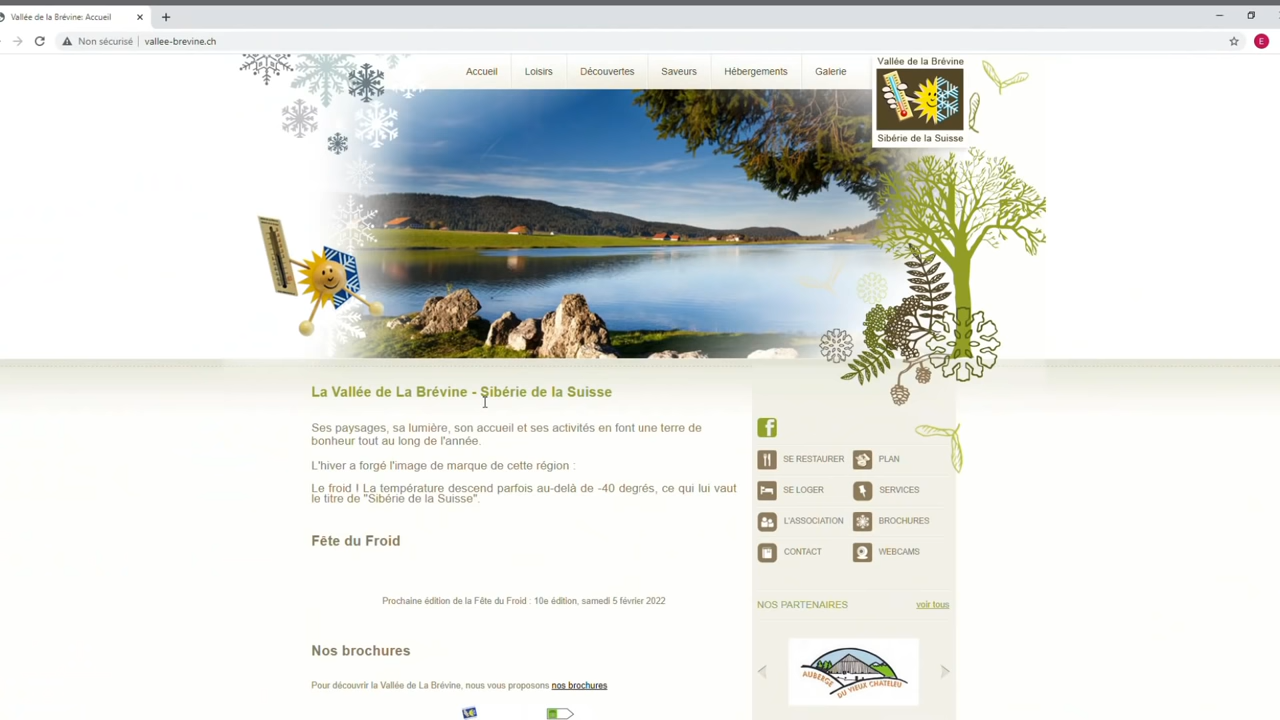 Vallée de la Brévine: Accueil
Non sécurisé
vallee-brevine.ch
E
Accueil
Loisirs
Découvertes
Saveurs
Hébergements
Galerie
Vallée de la Brévine
Sibérie de la Suisse
La Vallée de La Brévine - Sibérie de la Suisse
Ses paysages, sa lumière, son accueil et ses activités en font une terre de
bonheur tout au long de l'année.
L'hiver a forgé l'image de marque de cette région :
Le froid ! La température descend parfois au-delà de -40 degrés, ce qui lui vaut
le titre de "Sibérie de la Suisse".
Fête du Froid
Prochaine édition de la Fête du Froid : 10e édition, samedi 5 février 2022
Nos brochures
Pour découvrir la Vallée de La Brévine, nous vous proposons nos brochures
SE RESTAURER
PLAN
SE LOGER
SERVICES
L'ASSOCIATION
BROCHURES
CONTACT
WEBCAMS
NOS PARTENAIRES
voir tous
AUBERGE
DU VIEUX CHATELEU